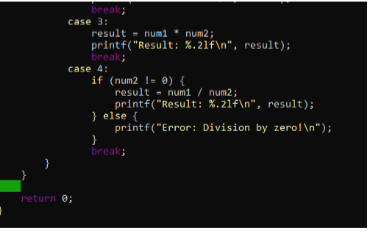 break;
case 3:
result = num1 * num2;
printf("Result: %.2lf\n", result);
break;
case 4:
if (num2 != 0) {
result = num1 / num2;
printf("Result: %.2lf\n", result);
} else {
printf("Error: Division by zero!\n");
}
break;
}
}
return 0;
}